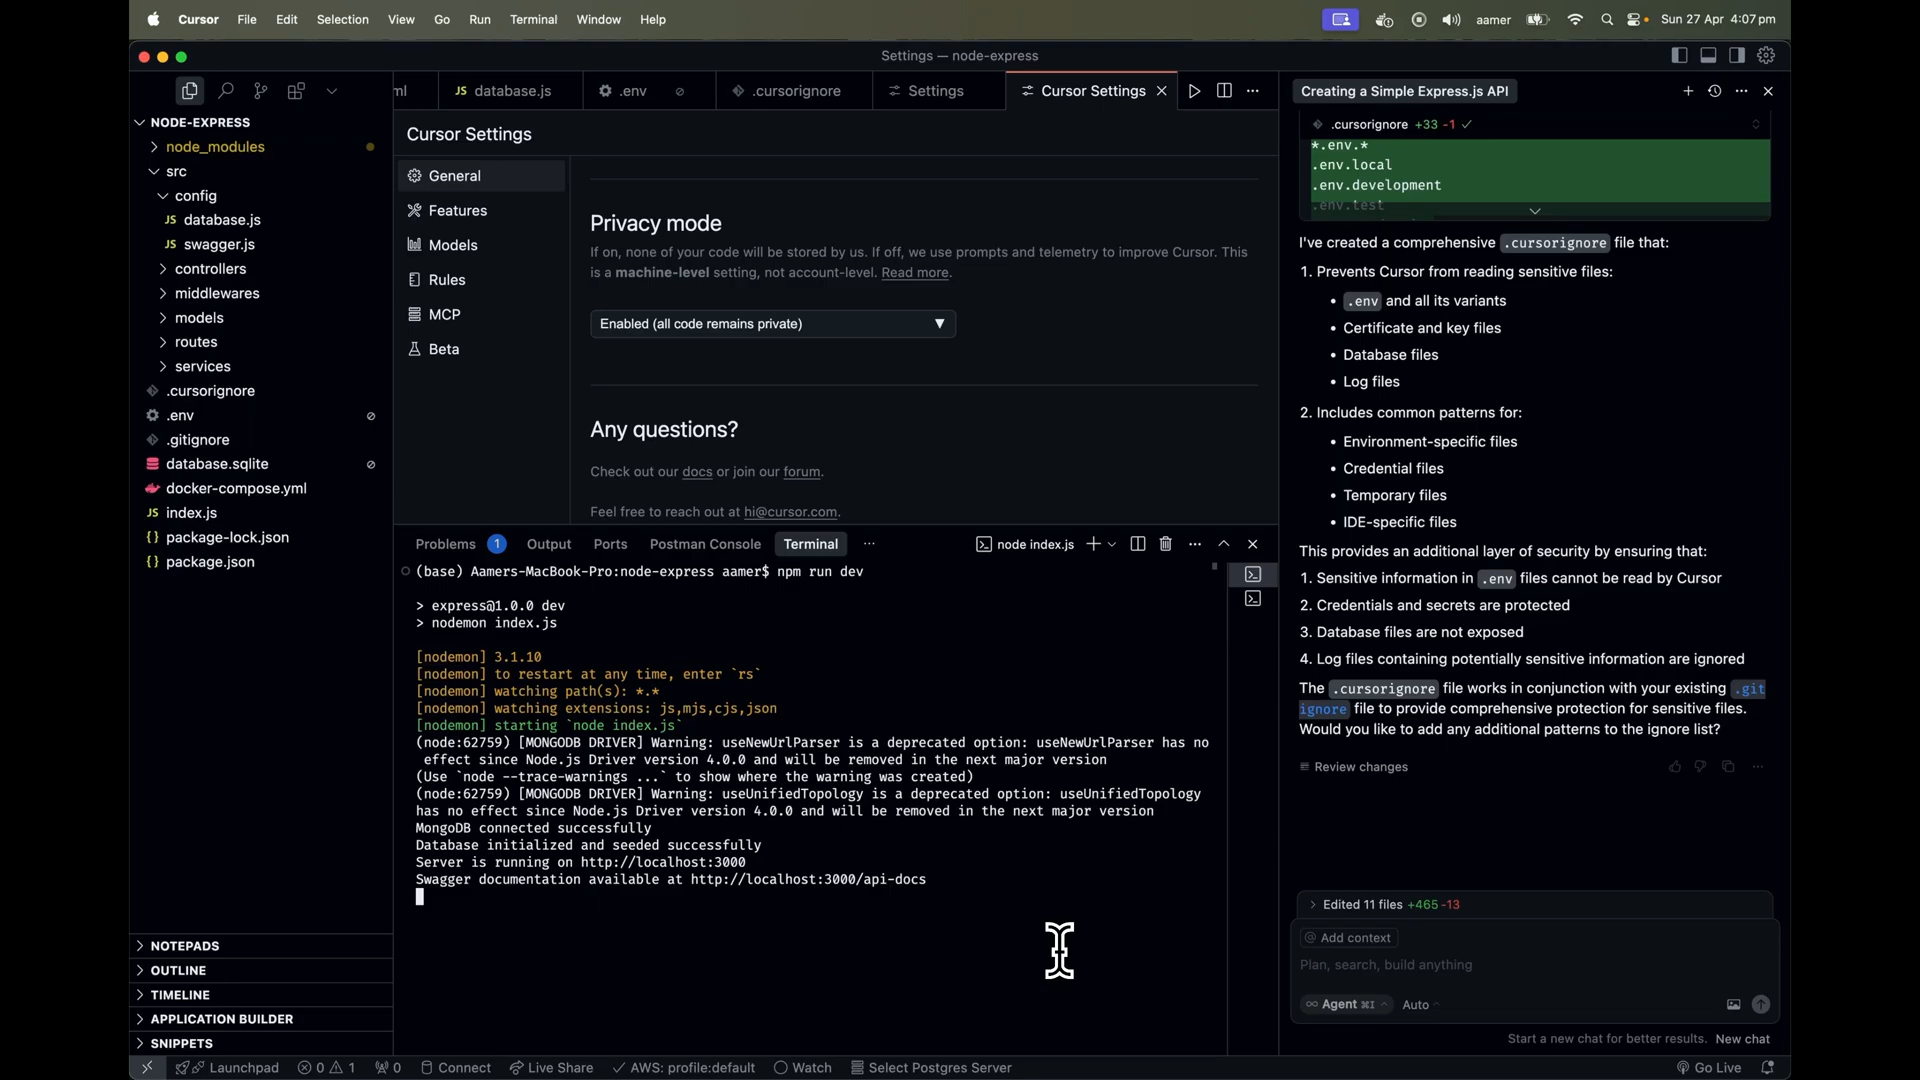 Cursor File Edit Selection View Go Run Terminal Window Help
aamer Sun 27 Apr 4:07 pm
Settings — node-express
NODE-EXPRESS
node_modules
src
config
JS database.js
JS swagger.js
controllers
middlewares
models
routes
services
.cursorignore
.env
.gitignore
database.sqlite
docker-compose.yml
JS index.js
{} package-lock.json
{} package.json
NOTEPADS
OUTLINE
TIMELINE
APPLICATION BUILDER
SNIPPETS
ml JS database.js .env .cursorignore Settings Cursor Settings
Cursor Settings
General
Features
Models
Rules
MCP
Beta
Privacy mode
If on, none of your code will be stored by us. If off, we use prompts and telemetry to improve Cursor. This
is a machine-level setting, not account-level. Read more.
Enabled (all code remains private)
Any questions?
Check out our docs or join our forum.
Feel free to reach out at hi@cursor.com.
Problems 1 Output Ports Postman Console Terminal ··· node index.js
(base) Aamers-MacBook-Pro:node-express aamer$ npm run dev
> express@1.0.0 dev
> nodemon index.js
[nodemon] 3.1.10
[nodemon] to restart at any time, enter `rs`
[nodemon] watching path(s): *.*
[nodemon] watching extensions: js,mjs,cjs,json
[nodemon] starting `node index.js`
(node:62759) [MONGODB DRIVER] Warning: useNewUrlParser is a deprecated option: useNewUrlParser has no
effect since Node.js Driver version 4.0.0 and will be removed in the next major version
(Use `node --trace-warnings ...` to show where the warning was created)
(node:62759) [MONGODB DRIVER] Warning: useUnifiedTopology is a deprecated option: useUnifiedTopology
has no effect since Node.js Driver version 4.0.0 and will be removed in the next major version
MongoDB connected successfully
Database initialized and seeded successfully
Server is running on http://localhost:3000
Swagger documentation available at http://localhost:3000/api-docs
Creating a Simple Express.js API
.cursorignore +33 -1
*.env.*
.env.local
.env.development
.env.test
I've created a comprehensive .cursorignore file that:
1. Prevents Cursor from reading sensitive files:
• .env and all its variants
• Certificate and key files
• Database files
• Log files
2. Includes common patterns for:
• Environment-specific files
• Credential files
• Temporary files
• IDE-specific files
This provides an additional layer of security by ensuring that:
1. Sensitive information in .env files cannot be read by Cursor
2. Credentials and secrets are protected
3. Database files are not exposed
4. Log files containing potentially sensitive information are ignored
The .cursorignore file works in conjunction with your existing .git
ignore file to provide comprehensive protection for sensitive files.
Would you like to add any additional patterns to the ignore list?
Review changes
Edited 11 files +465 -13
@ Add context
Plan, search, build anything
∞ Agent ⌘I Auto
Start a new chat for better results. New chat
Launchpad 0 1 0 Connect Live Share AWS: profile:default Watch Select Postgres Server Go Live